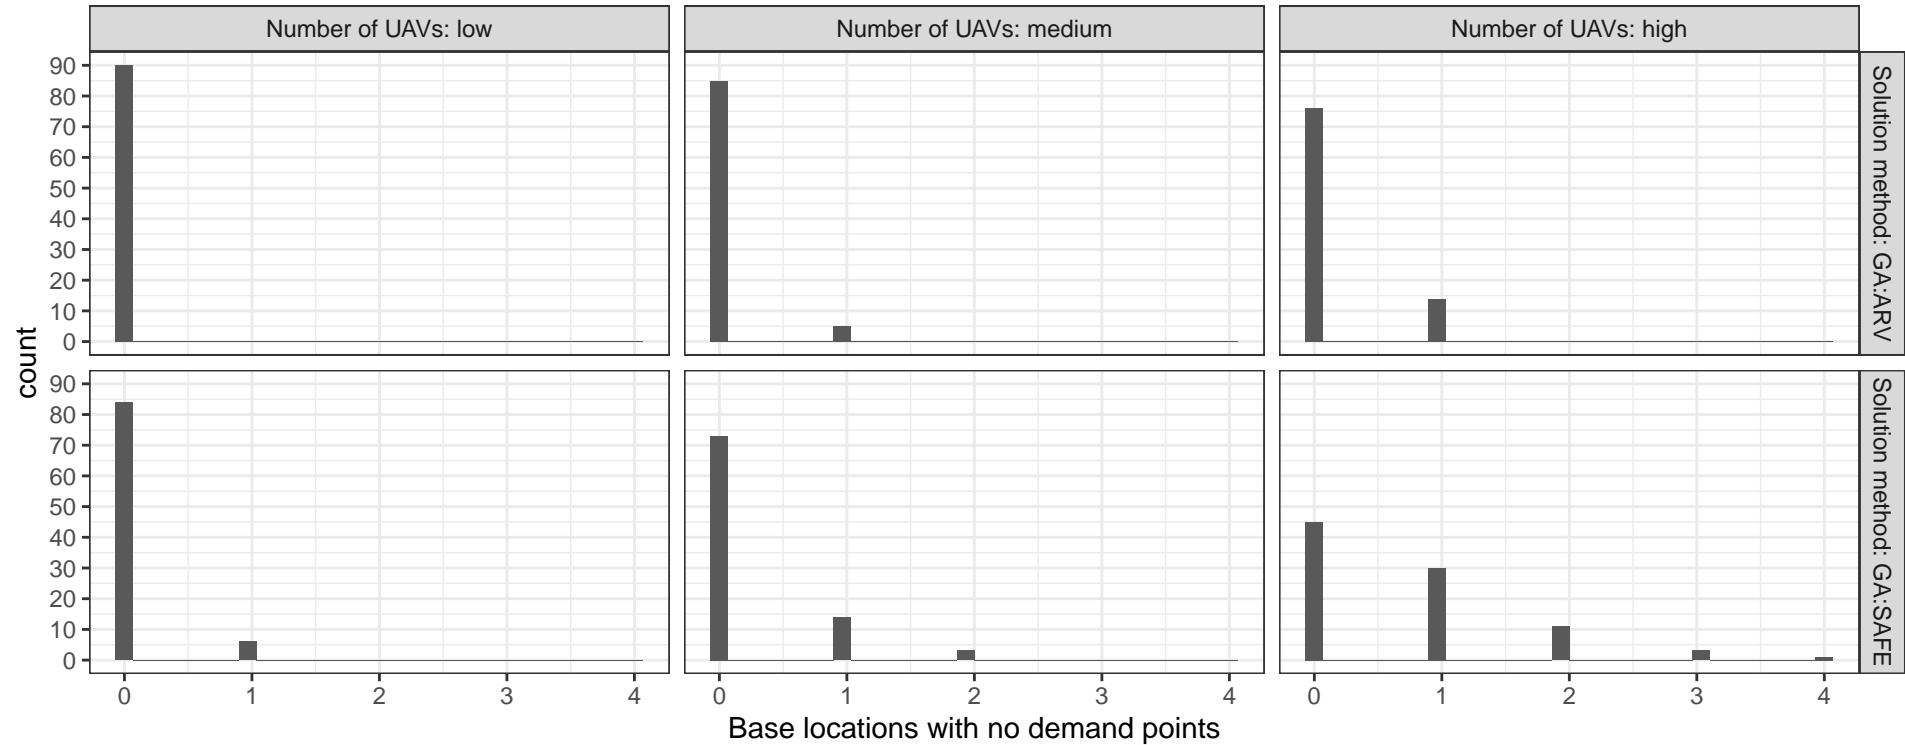 Number of UAVs: low
Number of UAVs: medium
Number of UAVs: high
90
80
70
60
50
40
30
20
10
0
Solution method: GA:ARV
count
90
80
70
60
50
40
30
20
10
0
Solution method: GA:SAFE
0 1 2 3 4
0 1 2 3 4
0 1 2 3 4
Base locations with no demand points